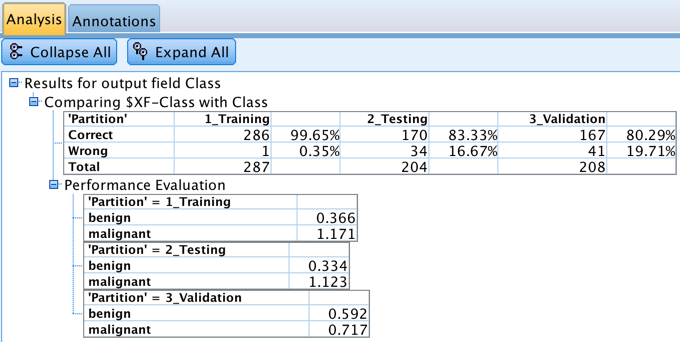 Analysis Annotations
Collapse All Expand All
Results for output field Class
Comparing $XF-Class with Class
'Partition' 1_Training 2_Testing 3_Validation
Correct 286 99.65% 170 83.33% 167 80.29%
Wrong 1 0.35% 34 16.67% 41 19.71%
Total 287 204 208
Performance Evaluation
'Partition' = 1_Training
benign 0.366
malignant 1.171
'Partition' = 2_Testing
benign 0.334
malignant 1.123
'Partition' = 3_Validation
benign 0.592
malignant 0.717